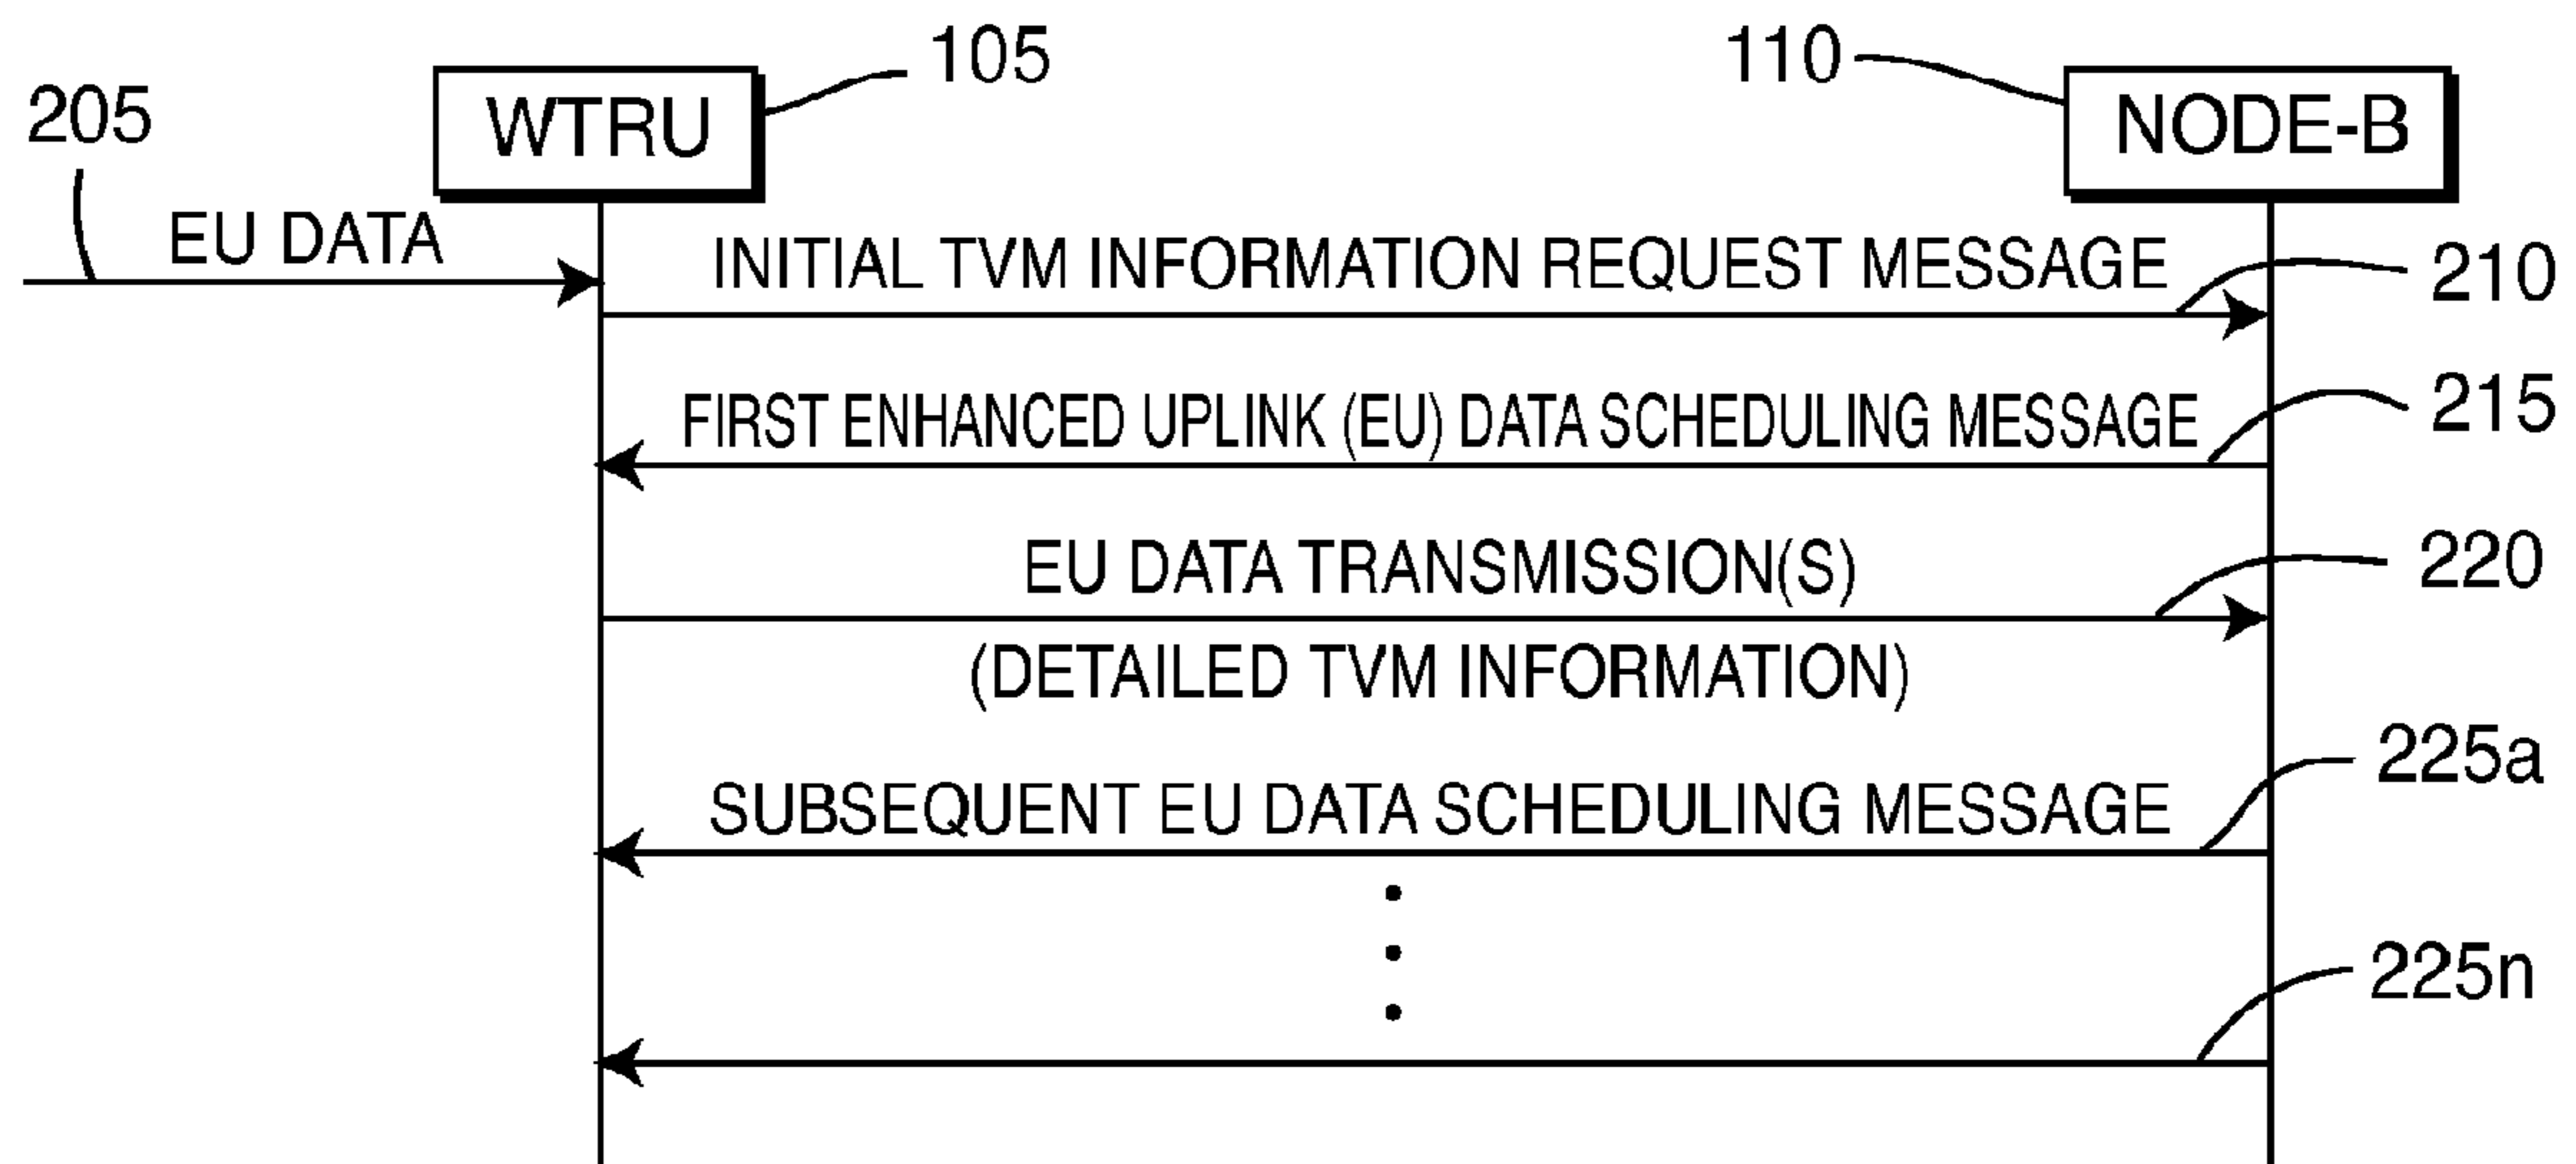 105
110
WTRU
NODE-B
205
EU DATA
INITIAL TVM INFORMATION REQUEST MESSAGE
210
FIRST ENHANCED UPLINK (EU) DATA SCHEDULING MESSAGE
215
EU DATA TRANSMISSION(S)
220
(DETAILED TVM INFORMATION)
225a
SUBSEQUENT EU DATA SCHEDULING MESSAGE
225n